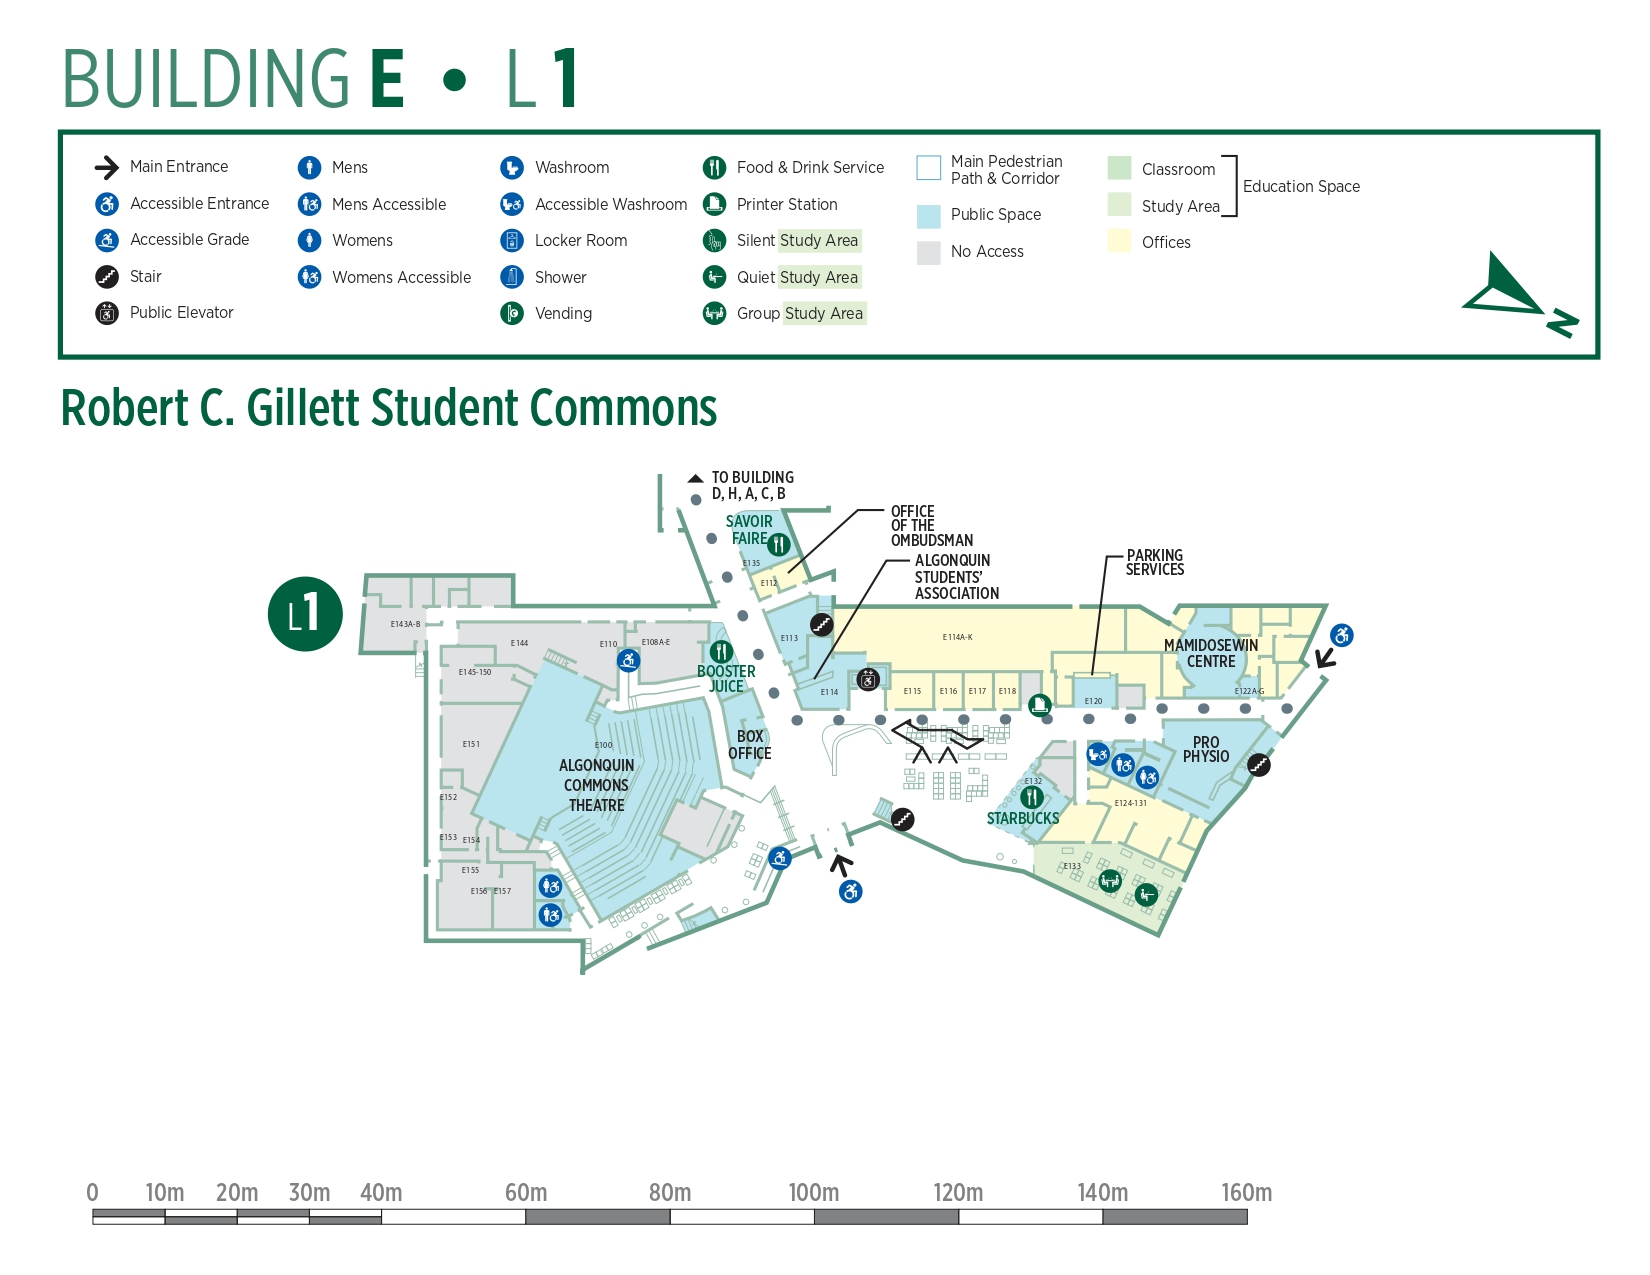 BUILDING E • L 1
Main Entrance
Accessible Entrance
Accessible Grade
Stair
Public Elevator
Mens
Mens Accessible
Womens
Womens Accessible
Washroom
Accessible Washroom
Locker Room
Shower
Vending
Food & Drink Service
Printer Station
Silent Study Area
Quiet Study Area
Group Study Area
Main Pedestrian
Path & Corridor
Public Space
No Access
Classroom
Study Area
Offices
Education Space
N
Robert C. Gillett Student Commons
TO BUILDING
D, H, A, C, B
SAVOIR
FAIRE
E135
E112
OFFICE
OF THE
OMBUDSMAN
ALGONQUIN
STUDENTS'
ASSOCIATION
PARKING
SERVICES
L1
E143A-B
E144
E110
E108A-E
E145-150
BOOSTER
JUICE
E113
E114
E114A-K
E115
E116
E117
E118
E120
MAMIDOSEWIN
CENTRE
E122A-G
E151
E100
ALGONQUIN
COMMONS
THEATRE
BOX
OFFICE
PRO
PHYSIO
E132
STARBUCKS
E124-131
E133
E152
E153
E154
E155
E156
E157
0
10m
20m
30m
40m
60m
80m
100m
120m
140m
160m